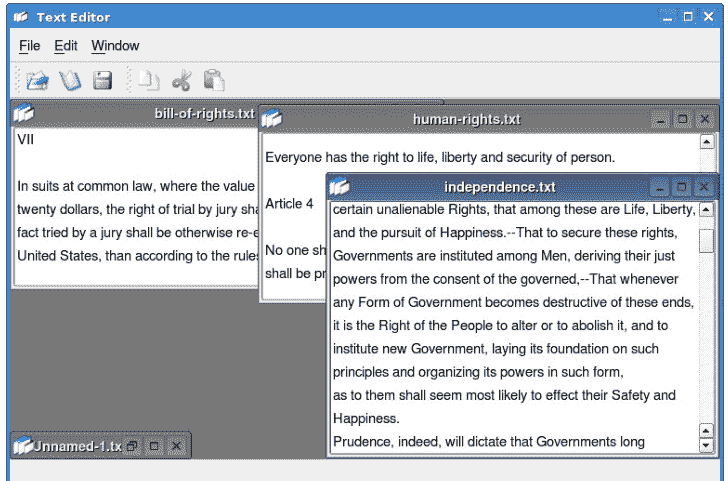 Text Editor
File Edit Window
bill-of-rights.txt
VII
In suits at common law, where the value
twenty dollars, the right of trial by jury
fact tried by a jury shall be otherwise
United States, than according to the
human-rights.txt
Everyone has the right to life, liberty and security of person.
Article 4
No one
shall be
independence.txt
certain unalienable Rights, that among these are Life, Liberty,
and the pursuit of Happiness.--That to secure these rights,
Governments are instituted among Men, deriving their just
powers from the consent of the governed,--That whenever
any Form of Government becomes destructive of these ends,
it is the Right of the People to alter or to abolish it, and to
institute new Government, laying its foundation on such
principles and organizing its powers in such form,
as to them shall seem most likely to effect their Safety and
Happiness.
Prudence, indeed, will dictate that Governments long
Unnamed-1.tx